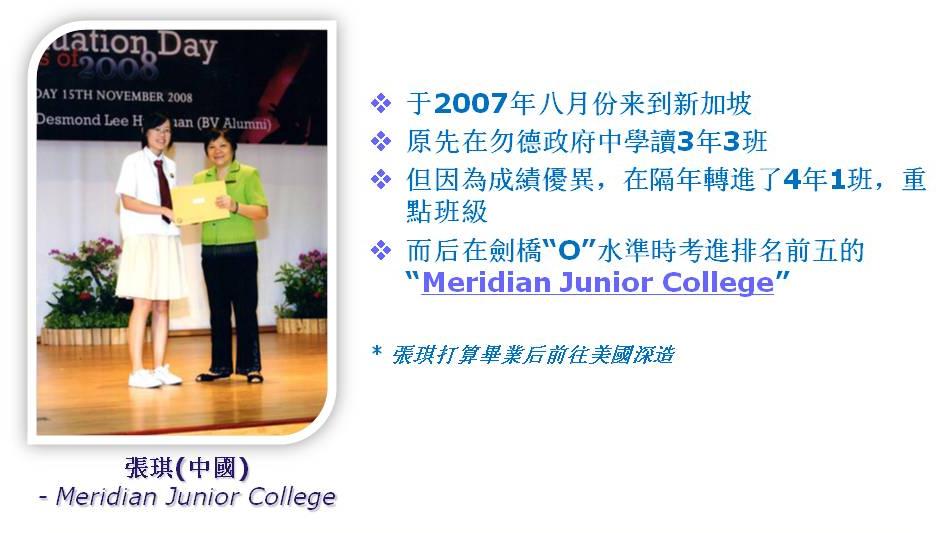 uation Day
s of 2008
DAY 15TH NOVEMBER 2008
Desmond Lee H uan (BV Alumni)
張琪(中國)
- Meridian Junior College
❖ 于2007年八月份来到新加坡
❖ 原先在勿德政府中學讀3年3班
❖ 但因為成績優異，在隔年轉進了4年1班，重
點班級
❖ 而后在劍橋“O”水準時考進排名前五的
“Meridian Junior College”
* 張琪打算畢業后前往美國深造